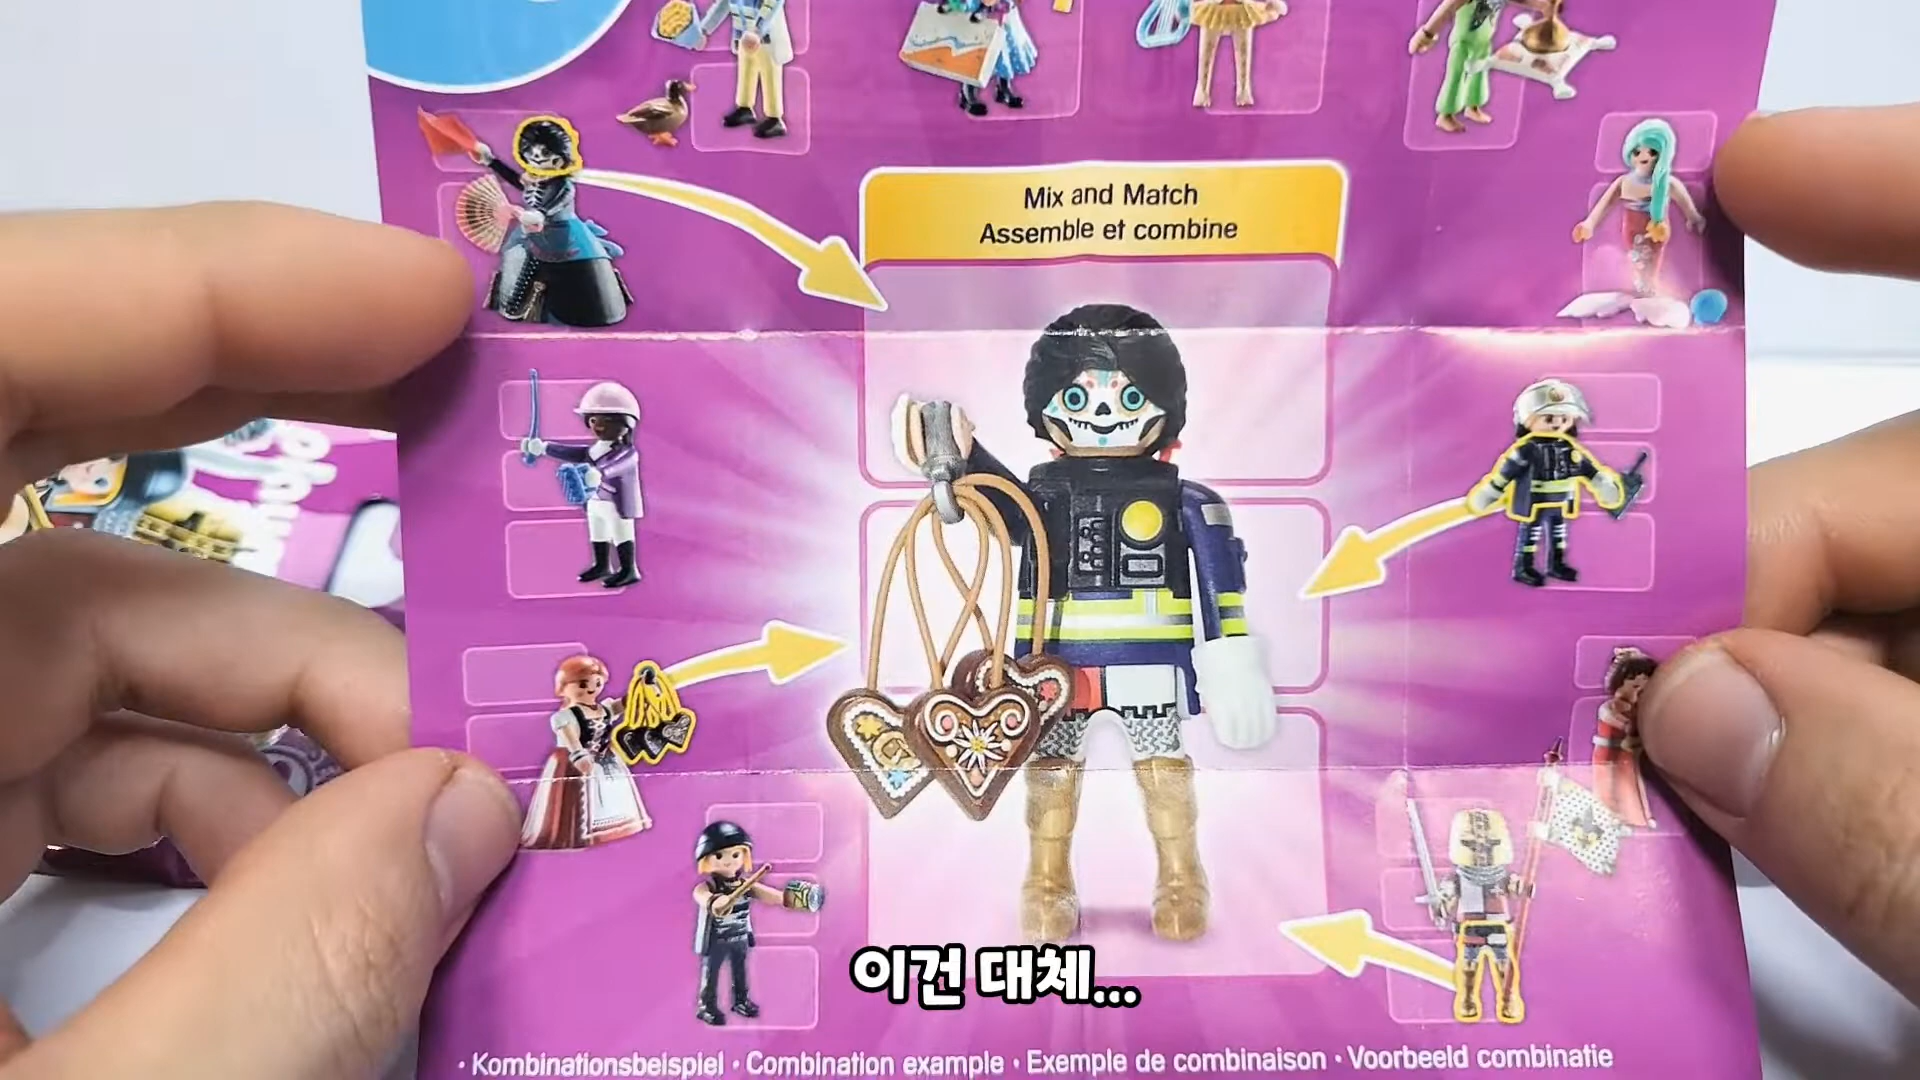 Mix and Match
Assemble et combine
이건 대체...
· Kombinationsbeispiel · Combination example · Exemple de combinaison · Voorbeeld combinatie